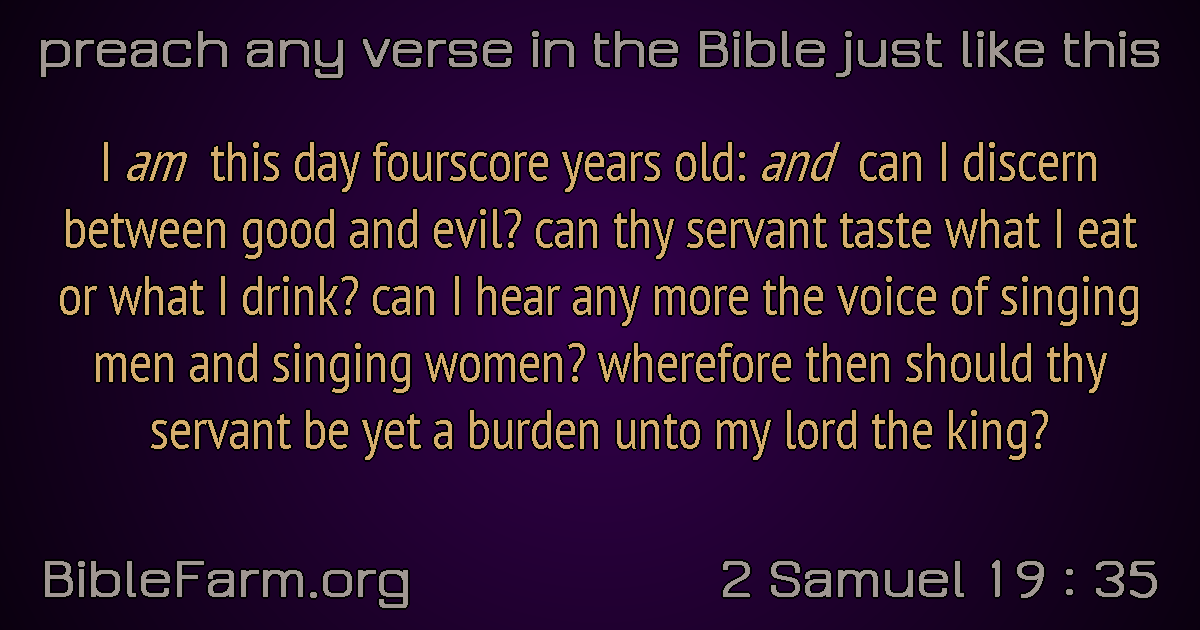 preach any verse in the Bible just like this
I am this day fourscore years old: and can I discern
between good and evil? can thy servant taste what I eat
or what I drink? can I hear any more the voice of singing
men and singing women? wherefore then should thy
servant be yet a burden unto my lord the king?
BibleFarm.org
2 Samuel 19 : 35